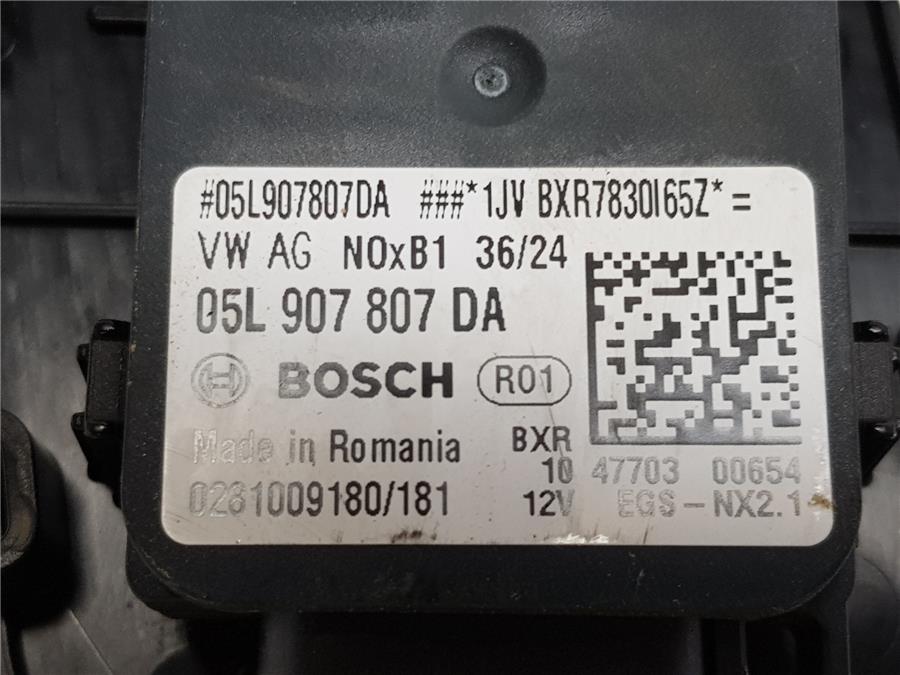 #05L907807DA ###*1JV BXR7830I65Z*=
VW AG NOxB1 36/24
05L 907 807 DA
BOSCH R01
Made in Romania BXR
10 47703 00654
0281009180/181 12V EGS-NX2.1